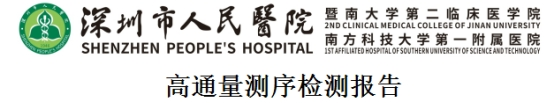 深圳市人民醫院
SHENZHEN PEOPLE'S HOSPITAL
暨南大学第二临床医学院
2ND CLINICAL MEDICAL COLLEGE OF JINAN UNIVERSITY
南方科技大学第一附属医院
1ST AFFILIATED HOSPITAL OF SOUTHERN UNIVERSITY OF SCIENCE AND TECHNOLOGY
高通量测序检测报告